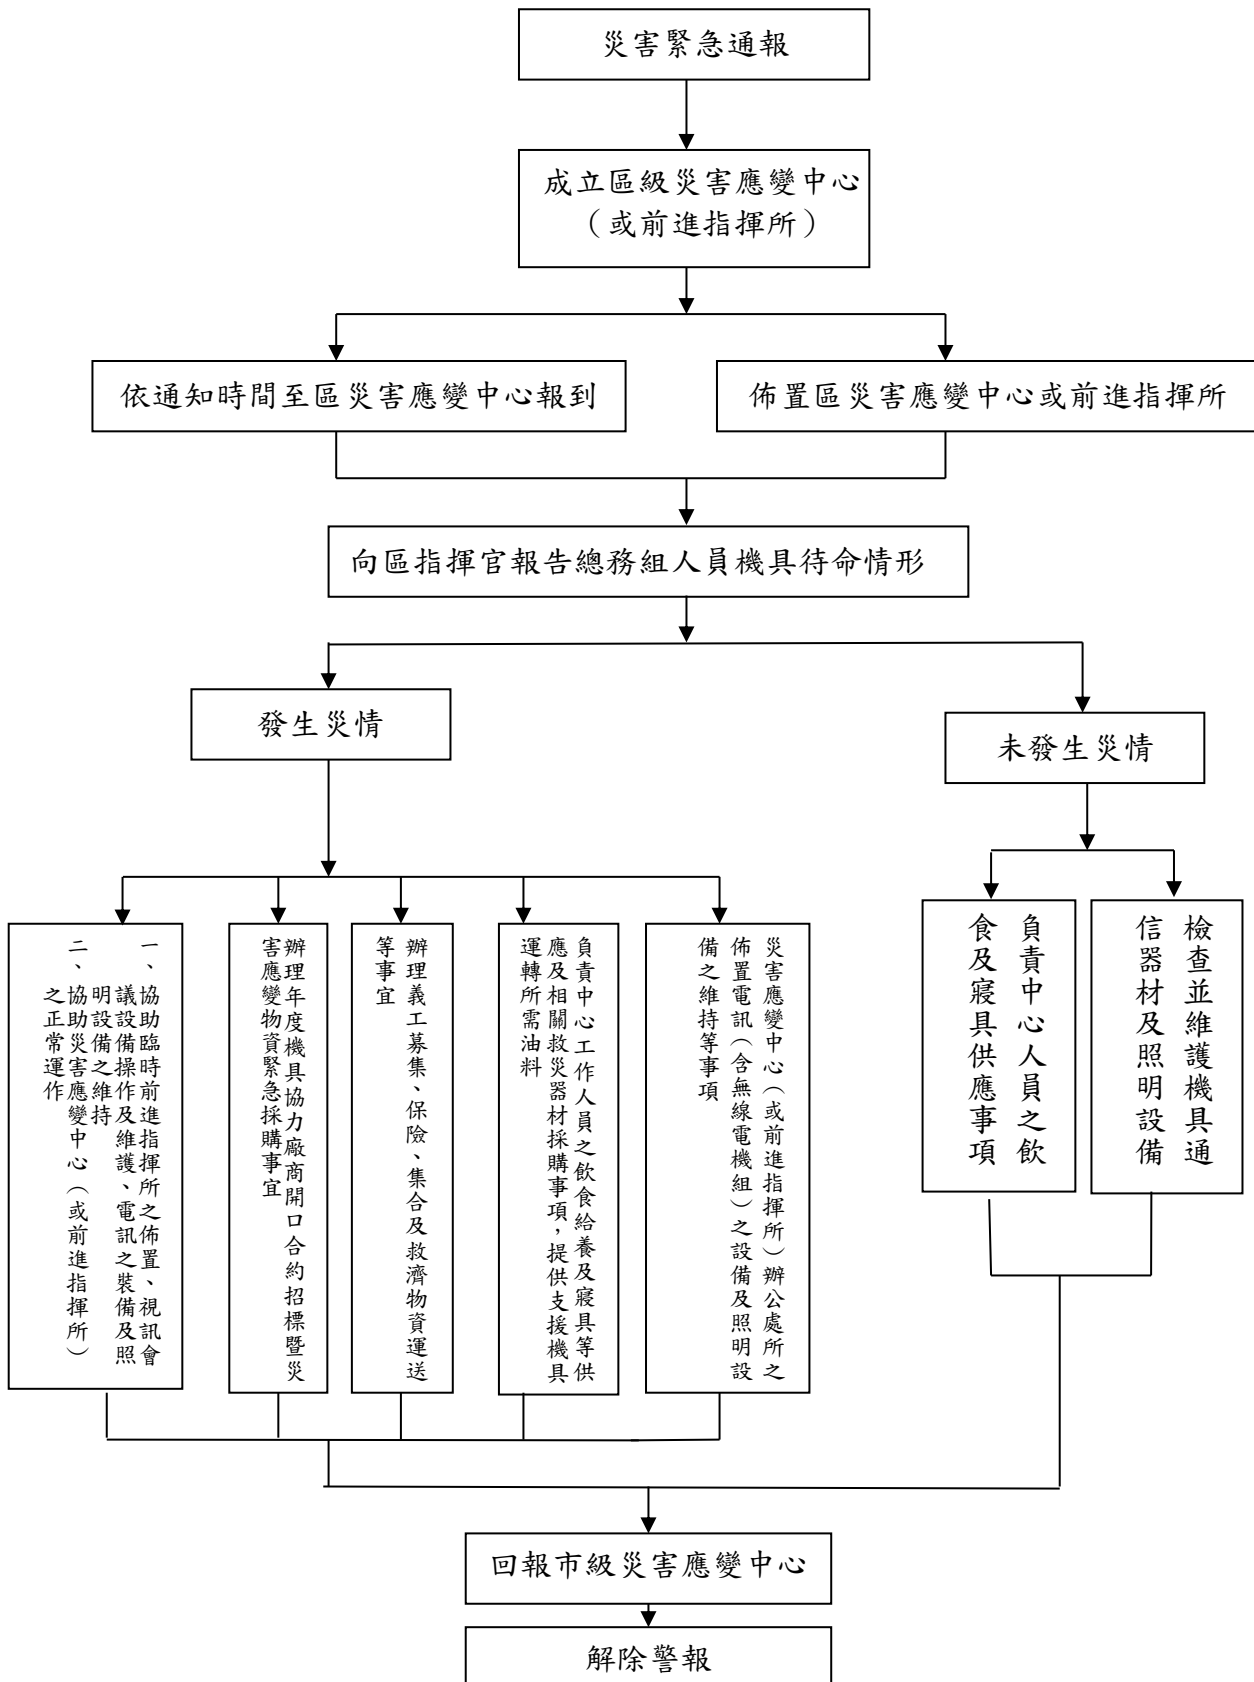 災害緊急通報
成立區級災害應變中心
（或前進指揮所）
依通知時間至區災害應變中心報到
佈置區災害應變中心或前進指揮所
向區指揮官報告總務組人員機具待命情形
發生災情
未發生災情
一、協助臨時前進指揮所之佈置、視訊會
議設備操作及維護、電訊之裝備及照
明設備之維持
二、協助災害應變中心（或前進指揮所）
之正常運作
辦理年度機具協力廠商開口合約招標暨災
害應變物資緊急採購事宜
辦理義工募集、保險、集合及救濟物資運送
等事宜
負責中心工作人員之飲食給養及寢具等供
應及相關救災器材採購事項，提供支援機具
運轉所需油料
災害應變中心（或前進指揮所）辦公處所之
佈置電訊（含無線電機組）之設備及照明設
備之維持等事項
負責中心人員之飲
食及寢具供應事項
檢查並維護機具通
信器材及照明設備
回報市級災害應變中心
解除警報